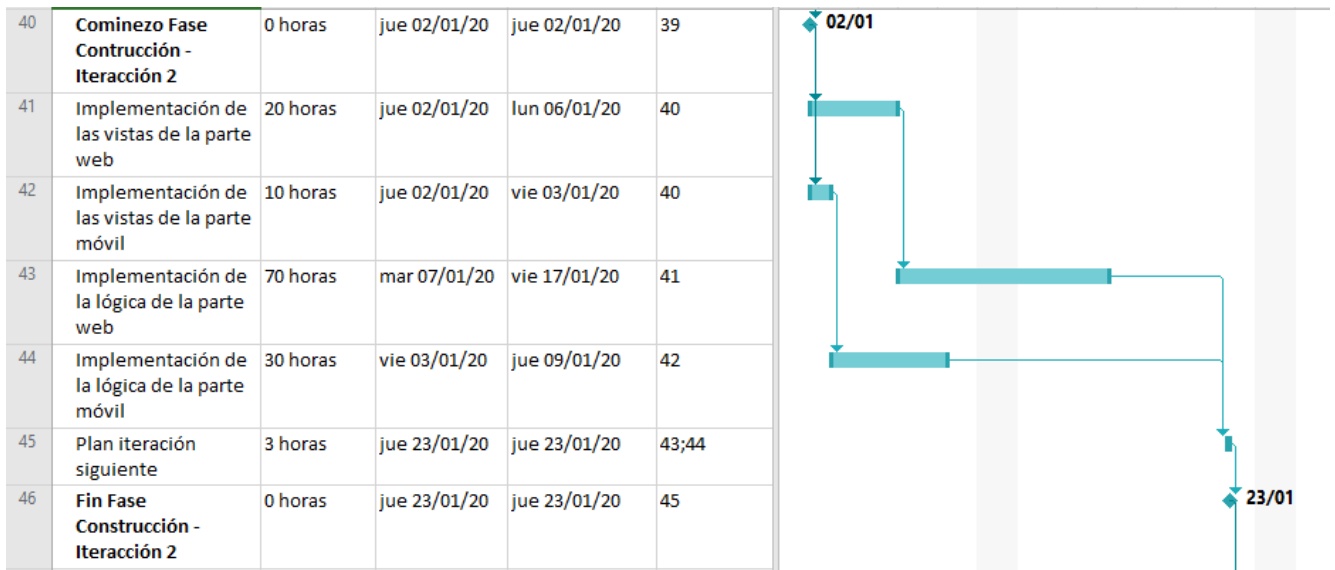 40 Cominezo Fase 0 horas jue 02/01/20 jue 02/01/20 39 02/01
Contrucción -
Iteracción 2
41 Implementación de 20 horas jue 02/01/20 lun 06/01/20 40
las vistas de la parte
web
42 Implementación de 10 horas jue 02/01/20 vie 03/01/20 40
las vistas de la parte
móvil
43 Implementación de 70 horas mar 07/01/20 vie 17/01/20 41
la lógica de la parte
web
44 Implementación de 30 horas vie 03/01/20 jue 09/01/20 42
la lógica de la parte
móvil
45 Plan iteración 3 horas jue 23/01/20 jue 23/01/20 43;44
siguiente
46 Fin Fase 0 horas jue 23/01/20 jue 23/01/20 45 23/01
Construcción -
Iteracción 2